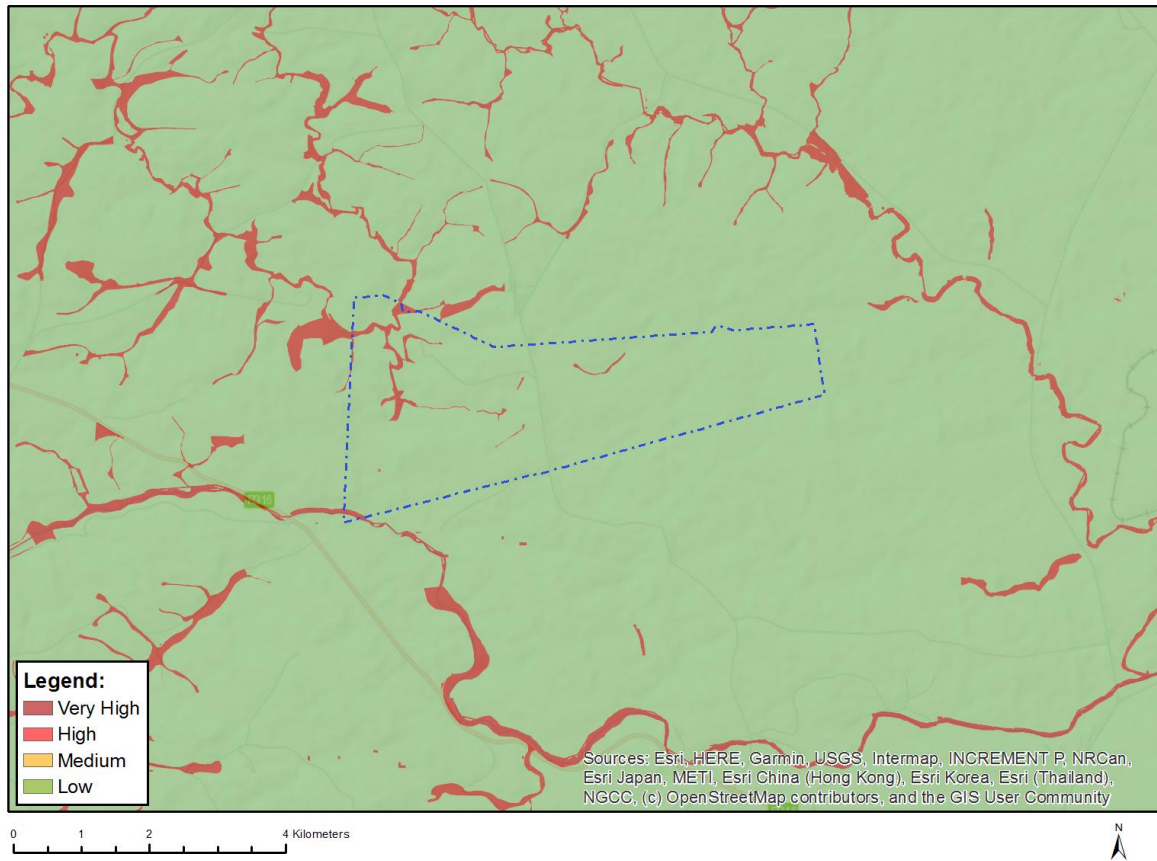 Legend:
Very High
High
Medium
Low
Sources: Esri, HERE, Garmin, USGS, Intermap, INCREMENT P, NRCan,
Esri Japan, METI, Esri China (Hong Kong), Esri Korea, Esri (Thailand),
NGCC, (c) OpenStreetMap contributors, and the GIS User Community
0 1 2 4 Kilometers
N